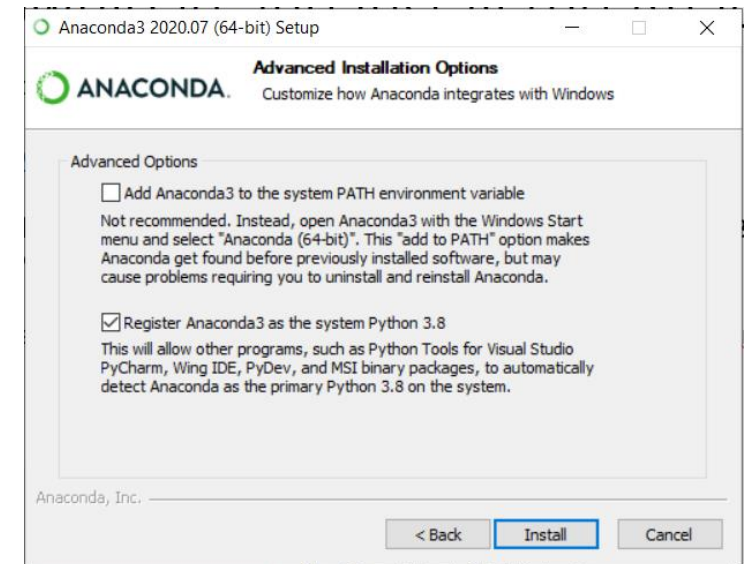 Anaconda3 2020.07 (64-bit) Setup
ANACONDA.
Advanced Installation Options
Customize how Anaconda integrates with Windows
Advanced Options
Add Anaconda3 to the system PATH environment variable
Not recommended. Instead, open Anaconda3 with the Windows Start
menu and select "Anaconda (64-bit)". This "add to PATH" option makes
Anaconda get found before previously installed software, but may
cause problems requiring you to uninstall and reinstall Anaconda.
Register Anaconda3 as the system Python 3.8
This will allow other programs, such as Python Tools for Visual Studio
PyCharm, Wing IDE, PyDev, and MSI binary packages, to automatically
detect Anaconda as the primary Python 3.8 on the system.
Anaconda, Inc.
< Back
Install
Cancel